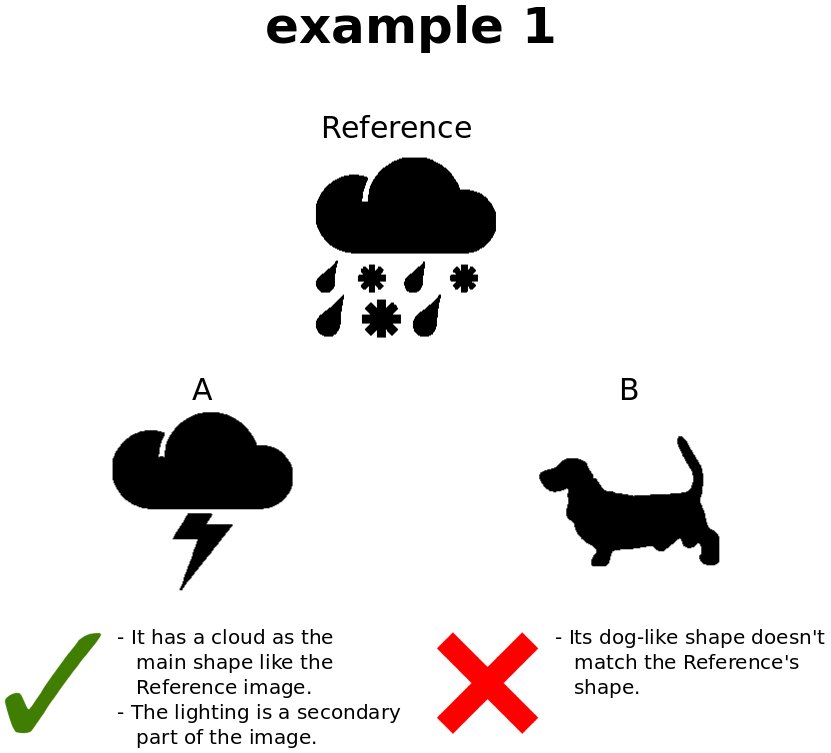 example 1
Reference
A
B
- It has a cloud as the
main shape like the
Reference image.
- The lighting is a secondary
part of the image.
- Its dog-like shape doesn't
match the Reference's
shape.